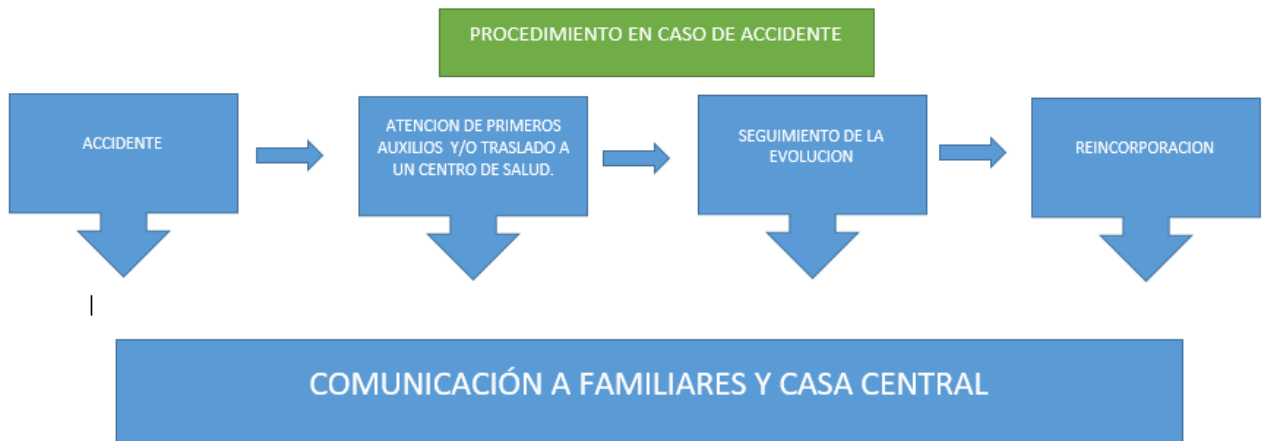 PROCEDIMIENTO EN CASO DE ACCIDENTE
ACCIDENTE
ATENCION DE PRIMEROS
AUXILIOS Y/O TRASLADO A
UN CENTRO DE SALUD.
SEGUIMIENTO DE LA
EVOLUCION
REINCORPORACION
COMUNICACIÓN A FAMILIARES Y CASA CENTRAL